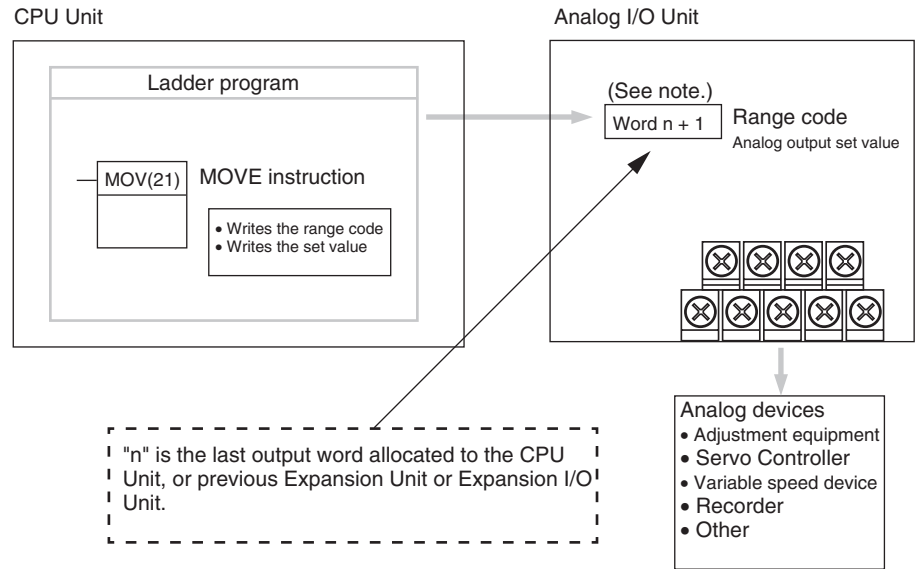 CPU Unit
Analog I/O Unit
Ladder program
(See note.)
Word n + 1
Range code
Analog output set value
MOV(21)
MOVE instruction
• Writes the range code
• Writes the set value
"n" is the last output word allocated to the CPU
Unit, or previous Expansion Unit or Expansion I/O
Unit.
Analog devices
• Adjustment equipment
• Servo Controller
• Variable speed device
• Recorder
• Other